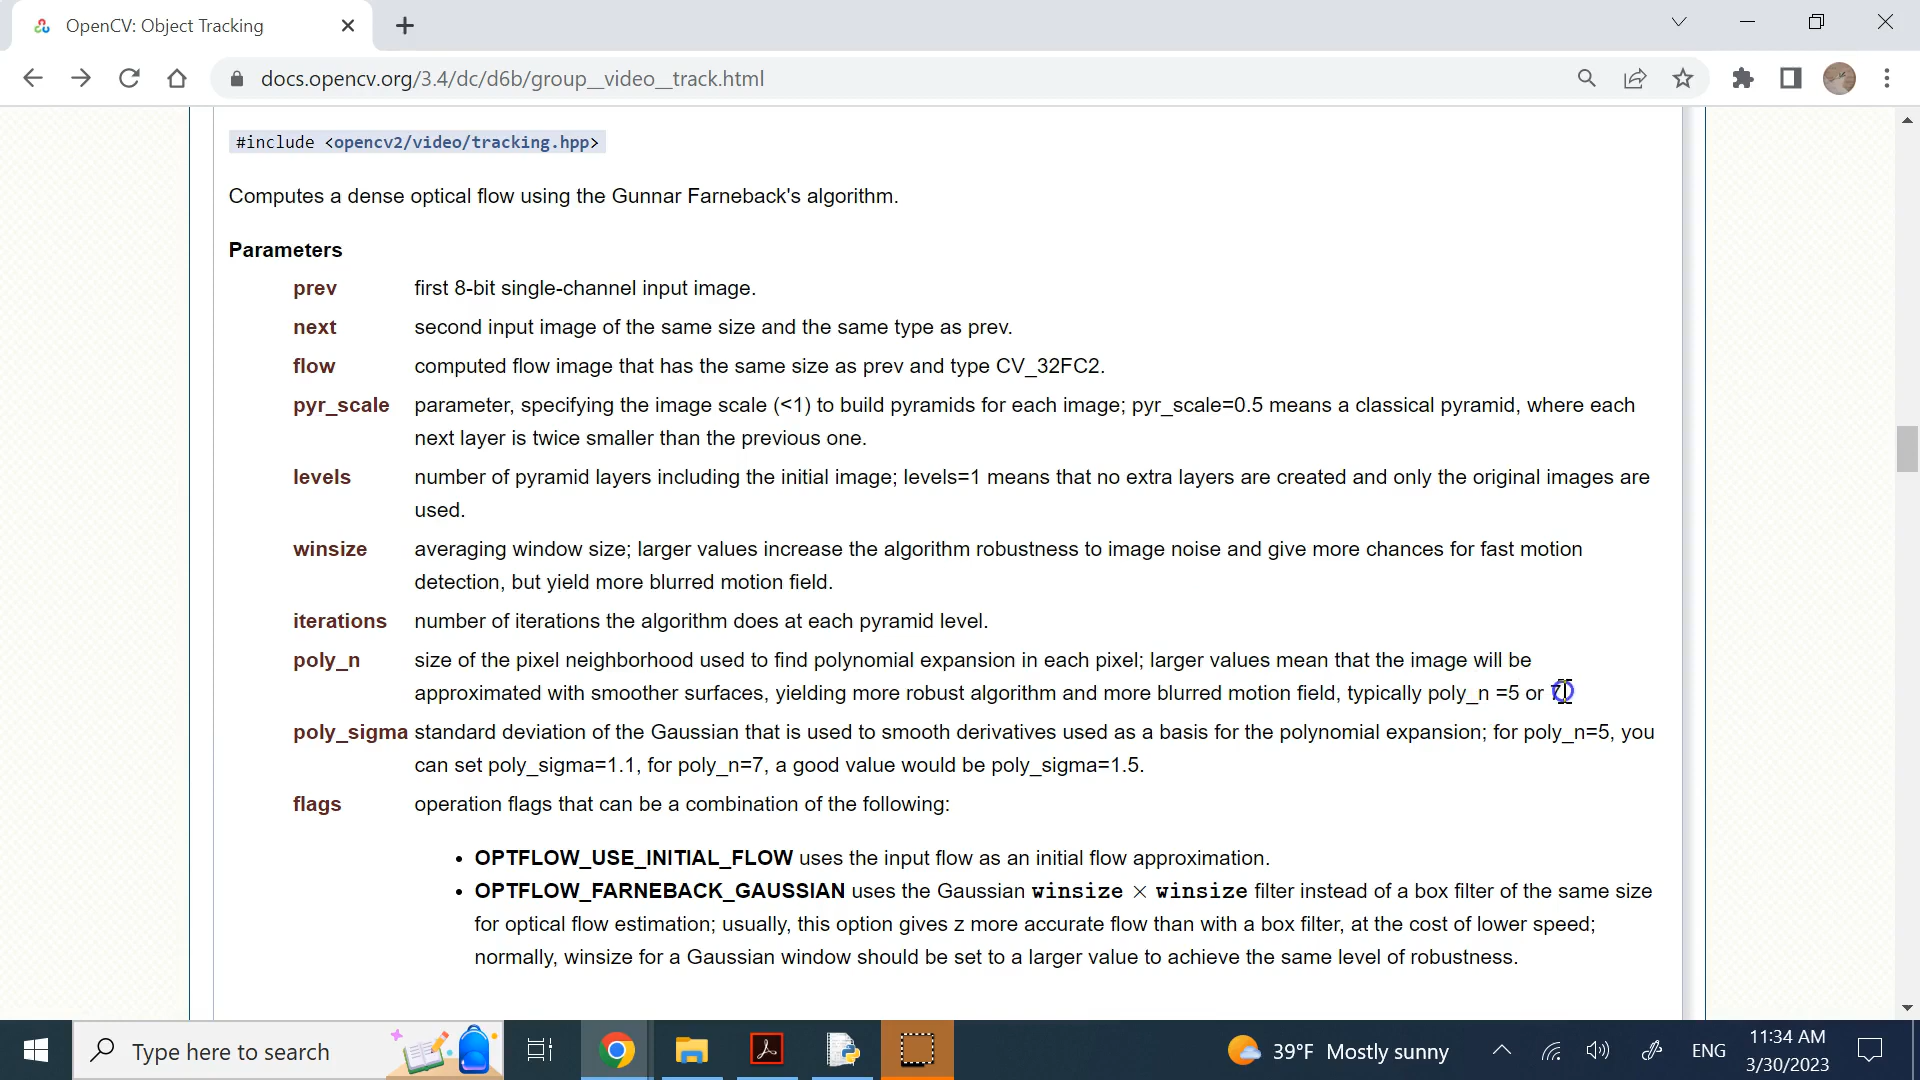 OpenCV: Object Tracking
docs.opencv.org/3.4/dc/d6b/group__video__track.html
#include <opencv2/video/tracking.hpp>
Computes a dense optical flow using the Gunnar Farneback's algorithm.
Parameters
prev first 8-bit single-channel input image.
next second input image of the same size and the same type as prev.
flow computed flow image that has the same size as prev and type CV_32FC2.
pyr_scale parameter, specifying the image scale (<1) to build pyramids for each image; pyr_scale=0.5 means a classical pyramid, where each
next layer is twice smaller than the previous one.
levels number of pyramid layers including the initial image; levels=1 means that no extra layers are created and only the original images are
used.
winsize averaging window size; larger values increase the algorithm robustness to image noise and give more chances for fast motion
detection, but yield more blurred motion field.
iterations number of iterations the algorithm does at each pyramid level.
poly_n size of the pixel neighborhood used to find polynomial expansion in each pixel; larger values mean that the image will be
approximated with smoother surfaces, yielding more robust algorithm and more blurred motion field, typically poly_n =5 or 7.
poly_sigma standard deviation of the Gaussian that is used to smooth derivatives used as a basis for the polynomial expansion; for poly_n=5, you
can set poly_sigma=1.1, for poly_n=7, a good value would be poly_sigma=1.5.
flags operation flags that can be a combination of the following:
• OPTFLOW_USE_INITIAL_FLOW uses the input flow as an initial flow approximation.
• OPTFLOW_FARNEBACK_GAUSSIAN uses the Gaussian winsize × winsize filter instead of a box filter of the same size
for optical flow estimation; usually, this option gives z more accurate flow than with a box filter, at the cost of lower speed;
normally, winsize for a Gaussian window should be set to a larger value to achieve the same level of robustness.
Type here to search
39°F Mostly sunny
ENG
11:34 AM
3/30/2023